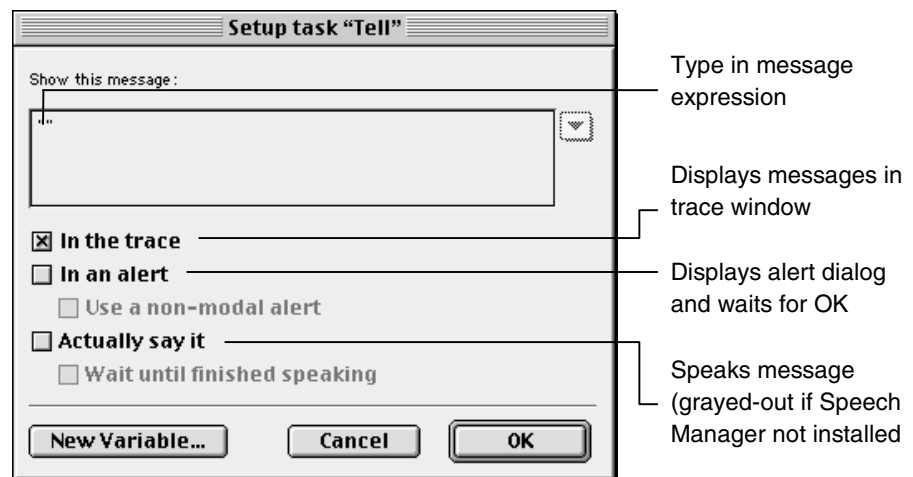 Setup task “Tell”
Show this message:
""
In the trace
In an alert
Use a non-modal alert
Actually say it
Wait until finished speaking
New Variable...
Cancel
OK
Type in message
expression
Displays messages in
trace window
Displays alert dialog
and waits for OK
Speaks message
(grayed-out if Speech
Manager not installed